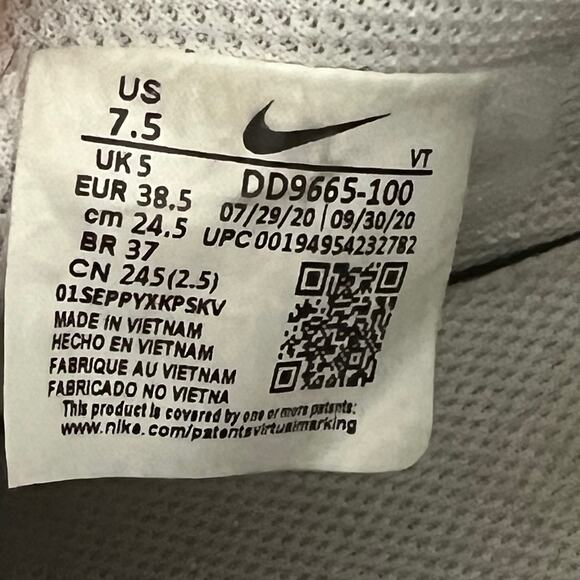 US
7.5
VT
UK 5
EUR 38.5
cm 24.5
BR 37
CN 245(2.5)
DD9665-100
07/29/20 | 09/30/20
UPC 00194954232782
01SEPPYXKPSKV
MADE IN VIETNAM
HECHO EN VIETNAM
FABRIQUE AU VIETNAM
FABRICADO NO VIETNA
This product is covered by one or more patents:
www.nike.com/patentsvirtualmarking